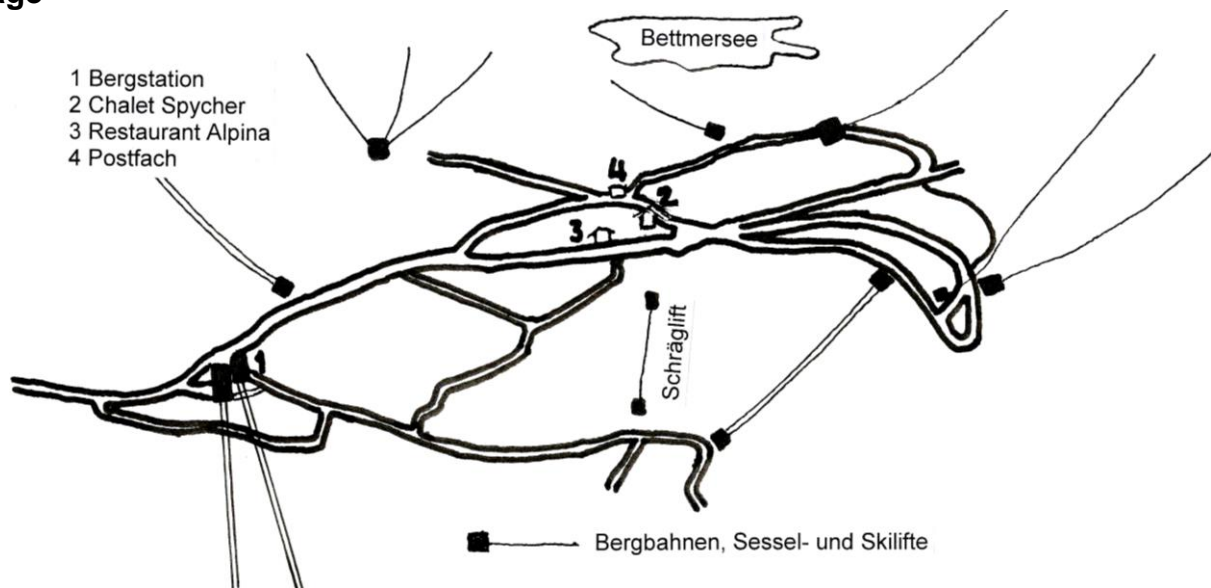 Bettmersee
1 Bergstation
2 Chalet Spycher
3 Restaurant Alpina
4 Postfach
4
2
3
1
Schräglift
Bergbahnen, Sessel- und Skilifte